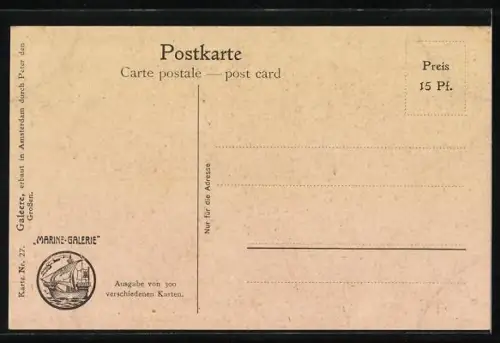 Postkarte
Carte postale — post card
Preis
15 Pf.
Nur für die Adresse
Karte Nr. 27. Galeere, erbaut in Amsterdam durch Peter den
Großen.
„MARINE-GALERIE“
Ausgabe von 300
verschiedenen Karten.